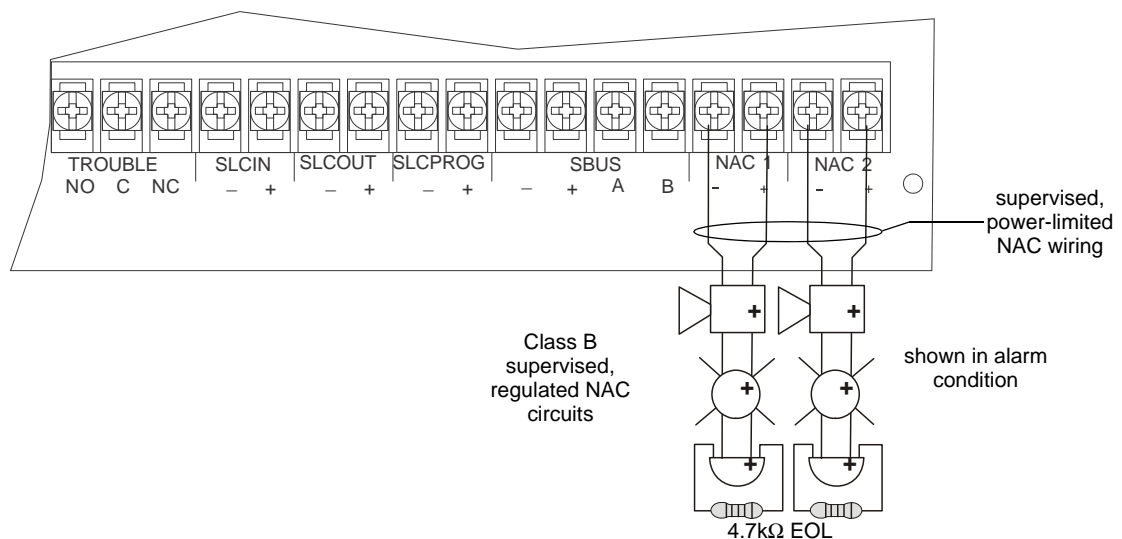 TROUBLE SLCIN SLCOUT SLCPROG SBUS NAC 1 NAC 2
NO C NC – + – + – + – + A B - + - +
supervised,
power-limited
NAC wiring
+ +
Class B
supervised,
regulated NAC
circuits
shown in alarm
condition
+ +
+ +
4.7kΩ EOL